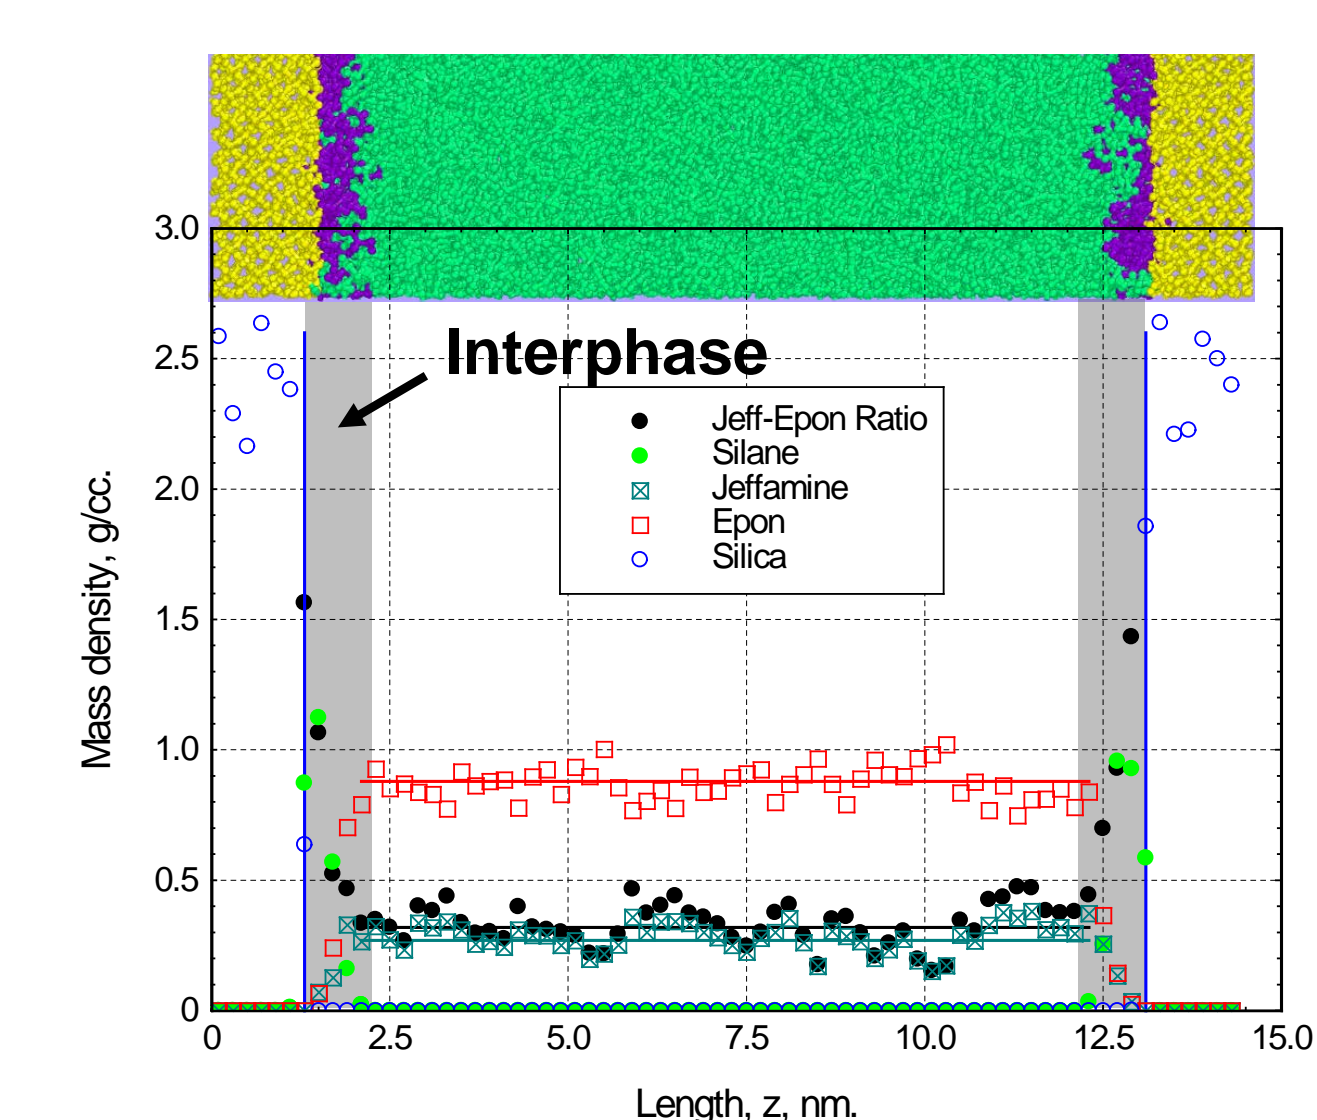 3.0
Interphase
2.5
Jeff-Epon Ratio
Silane
Jeffamine
Epon
Silica
2.0
1.5
1.0
0.5
0
Mass density, g/cc.
0 2.5 5.0 7.5 10.0 12.5 15.0
Length, z, nm.